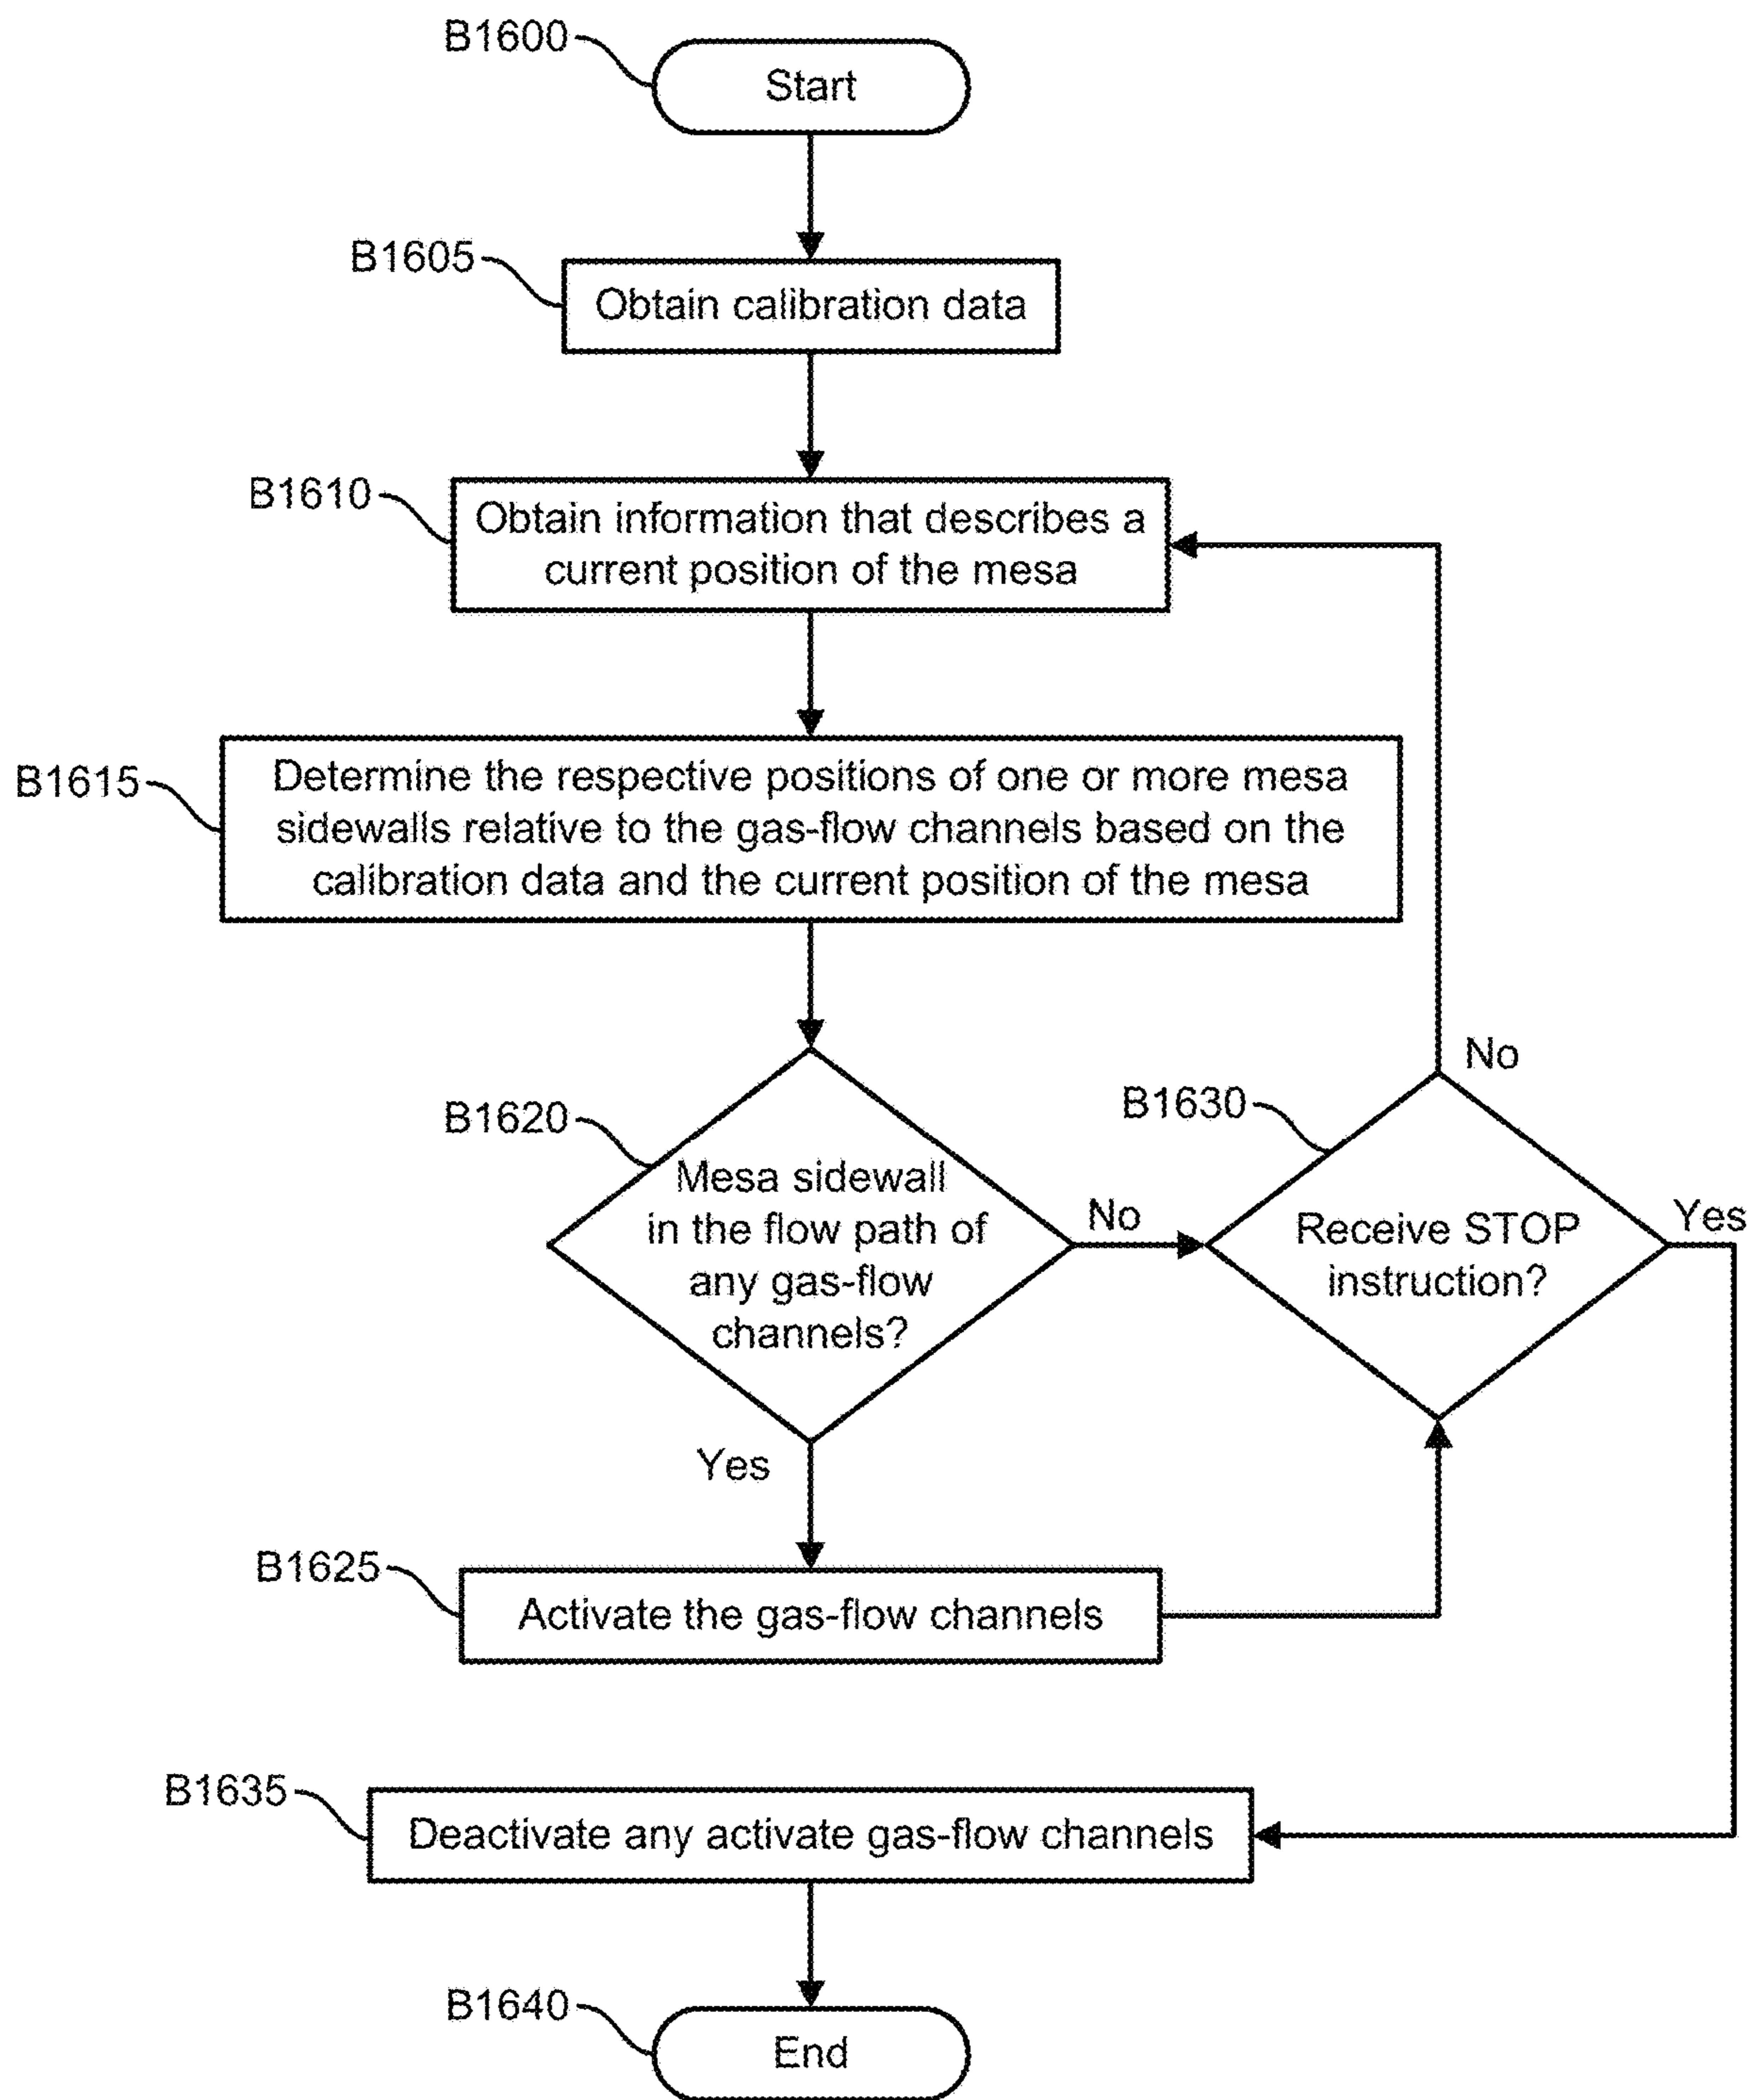 B1600
Start
B1605
Obtain calibration data
B1610
Obtain information that describes a
current position of the mesa
B1615
Determine the respective positions of one or more mesa
sidewalls relative to the gas-flow channels based on the
calibration data and the current position of the mesa
B1620
Mesa sidewall
in the flow path of
any gas-flow
channels?
No
Yes
B1630
Receive STOP
instruction?
No
Yes
B1625
Activate the gas-flow channels
B1635
Deactivate any activate gas-flow channels
B1640
End